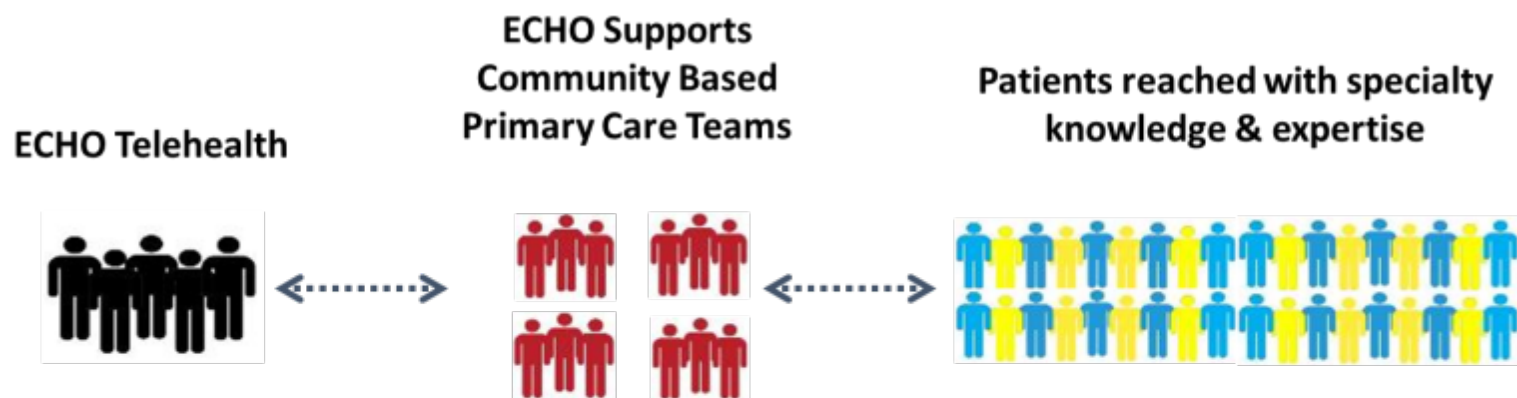 ECHO Telehealth
ECHO Supports
Community Based
Primary Care Teams
Patients reached with specialty
knowledge & expertise